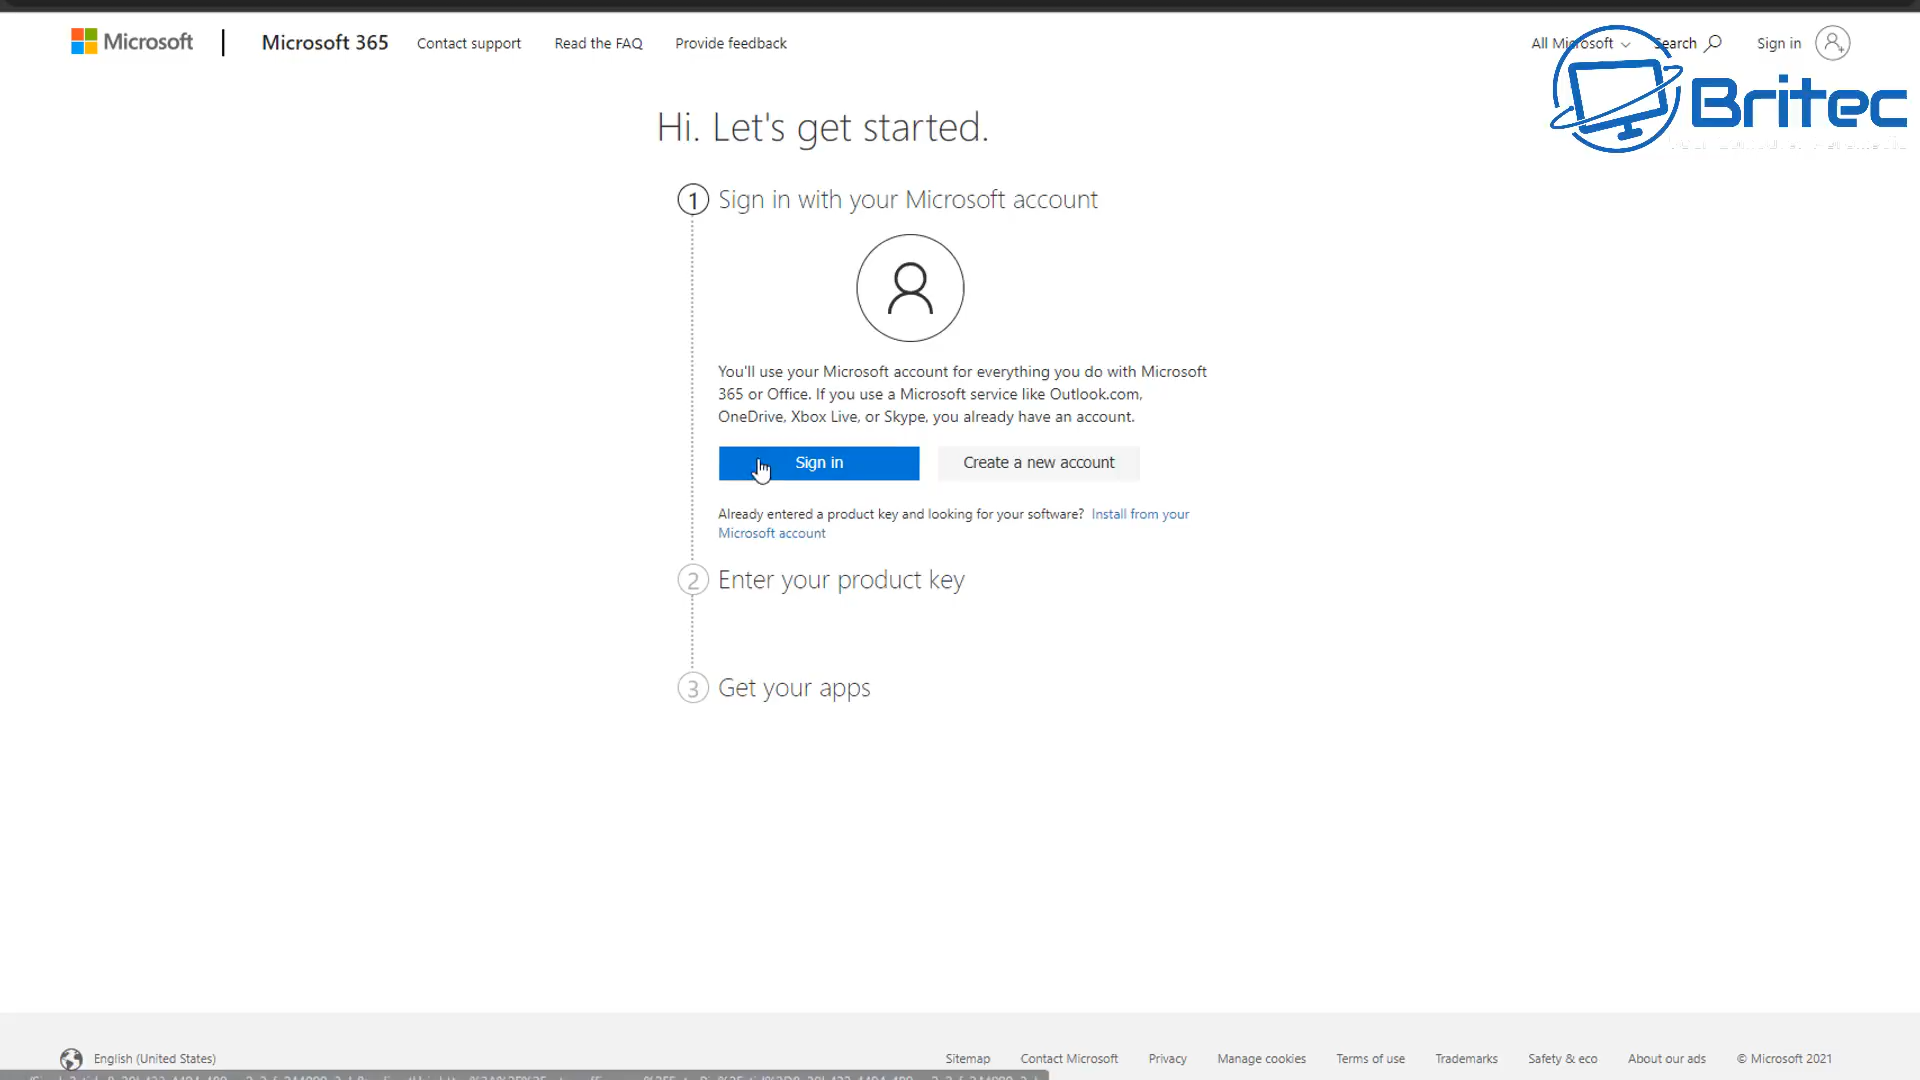 Microsoft
Microsoft 365
Contact support
Read the FAQ
Provide feedback
All Microsoft
Search
Sign in
Britec
Hi. Let's get started.
1 Sign in with your Microsoft account
You'll use your Microsoft account for everything you do with Microsoft
365 or Office. If you use a Microsoft service like Outlook.com,
OneDrive, Xbox Live, or Skype, you already have an account.
Sign in
Create a new account
Already entered a product key and looking for your software? Install from your
Microsoft account
2 Enter your product key
3 Get your apps
English (United States)
Sitemap
Contact Microsoft
Privacy
Manage cookies
Terms of use
Trademarks
Safety & eco
About our ads
© Microsoft 2021